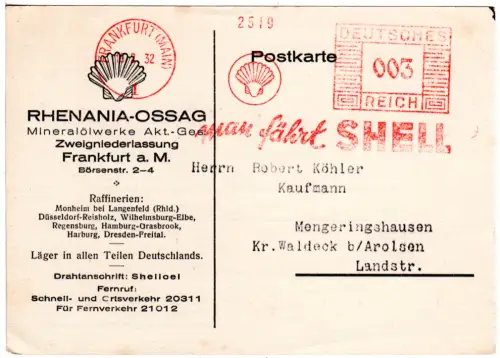 2519
FRANKFURT (MAIN)
32
1
Postkarte
DEUTSCHES
003
REICH
man fährt SHELL
RHENANIA-OSSAG
Mineralölwerke Akt.-Ges.
Zweigniederlassung
Frankfurt a. M.
Börsenstr. 2-4
Raffinerien:
Monheim bei Langenfeld (Rhld.)
Düsseldorf-Reisholz, Wilhelmsburg-Elbe,
Regensburg, Hamburg-Grasbrook,
Harburg, Dresden-Freital.
Läger in allen Teilen Deutschlands.
Drahtanschrift: Shelloel
Fernruf:
Schnell- und Ortsverkehr 20311
Für Fernverkehr 21012
Herrn Robert Köhler
Kaufmann
Mengeringshausen
Kr. Waldeck b/Arolsen
Landstr.